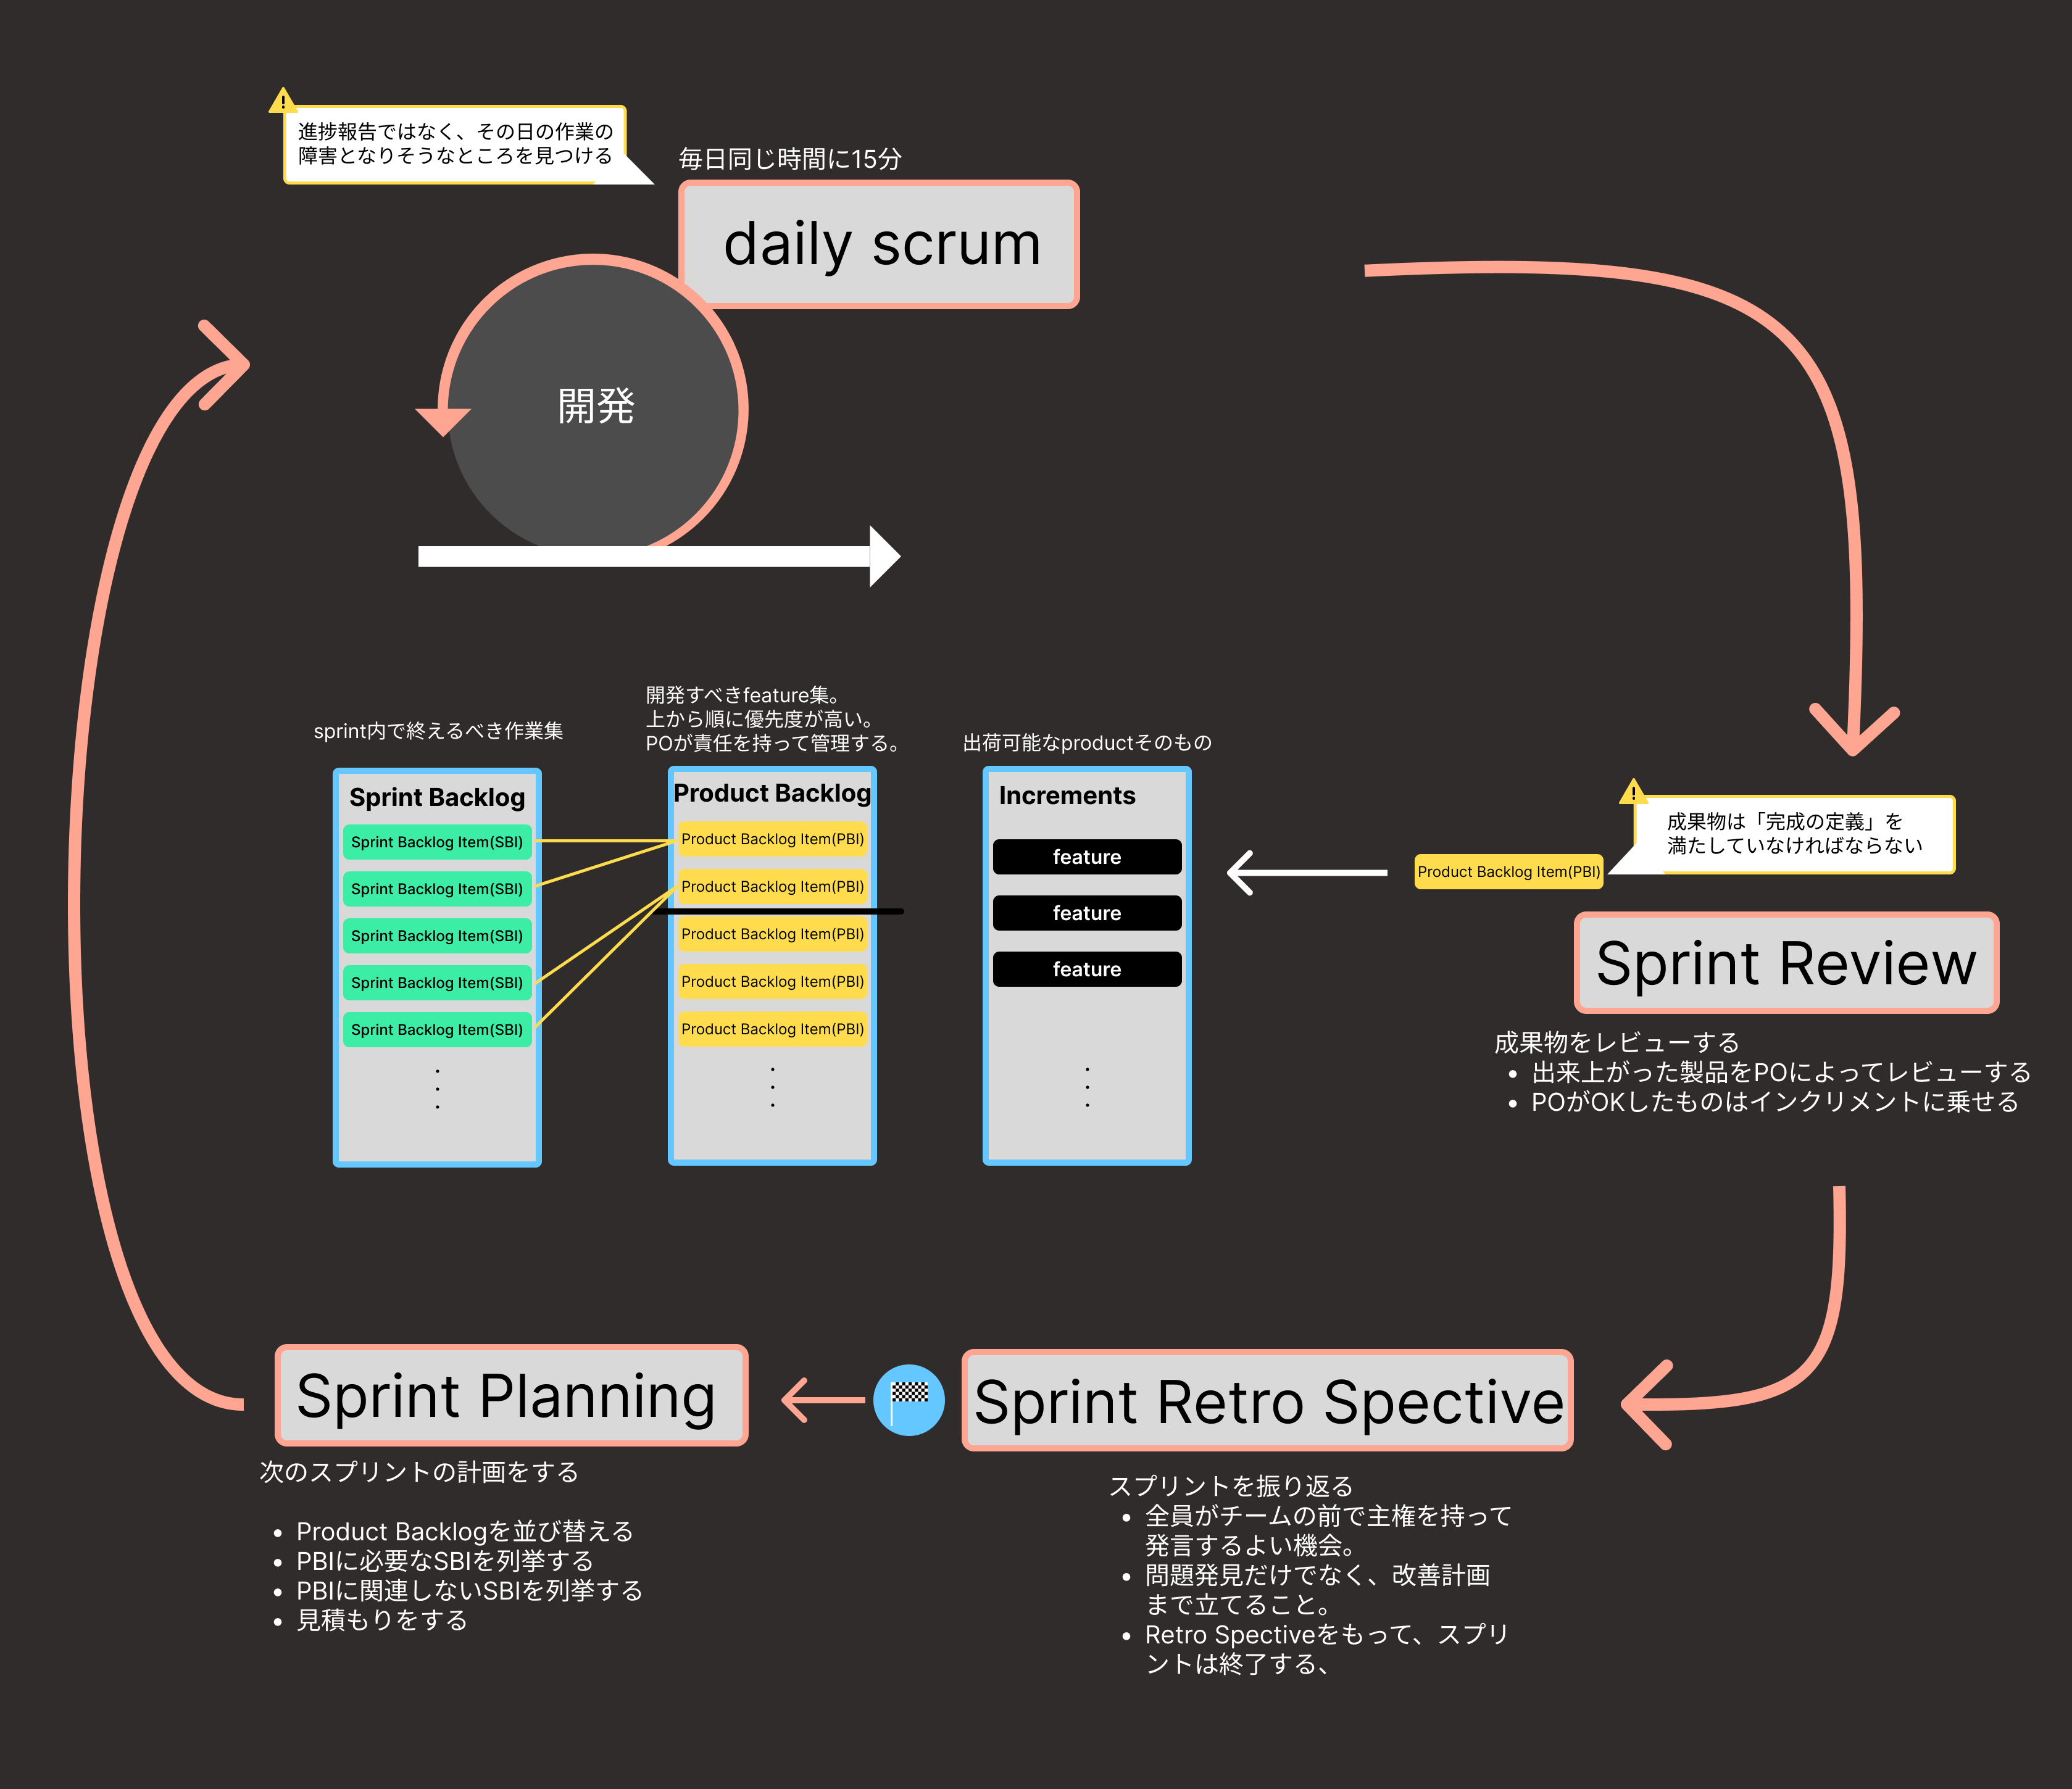 進捗報告ではなく、その日の作業の
障害となりそうなところを見つける
毎日同じ時間に15分
daily scrum
開発
sprint内で終えるべき作業集
Sprint Backlog
Sprint Backlog Item(SBI)
Sprint Backlog Item(SBI)
Sprint Backlog Item(SBI)
Sprint Backlog Item(SBI)
Sprint Backlog Item(SBI)
開発すべきfeature集。
上から順に優先度が高い。
POが責任を持って管理する。
Product Backlog
Product Backlog Item(PBI)
Product Backlog Item(PBI)
Product Backlog Item(PBI)
Product Backlog Item(PBI)
Product Backlog Item(PBI)
出荷可能なproductそのもの
Increments
feature
feature
feature
成果物は「完成の定義」を
満たしていなければならない
Product Backlog Item(PBI)
Sprint Review
成果物をレビューする
• 出来上がった製品をPOによってレビューする
• POがOKしたものはインクリメントに乗せる
Sprint Planning
次のスプリントの計画をする
• Product Backlogを並び替える
• PBIに必要なSBIを列挙する
• PBIに関連しないSBIを列挙する
• 見積もりをする
Sprint Retro Spective
スプリントを振り返る
• 全員がチームの前で主権を持って
発言するよい機会。
• 問題発見だけでなく、改善計画
まで立てること。
• Retro Spectiveをもって、スプリ
ントは終了する、